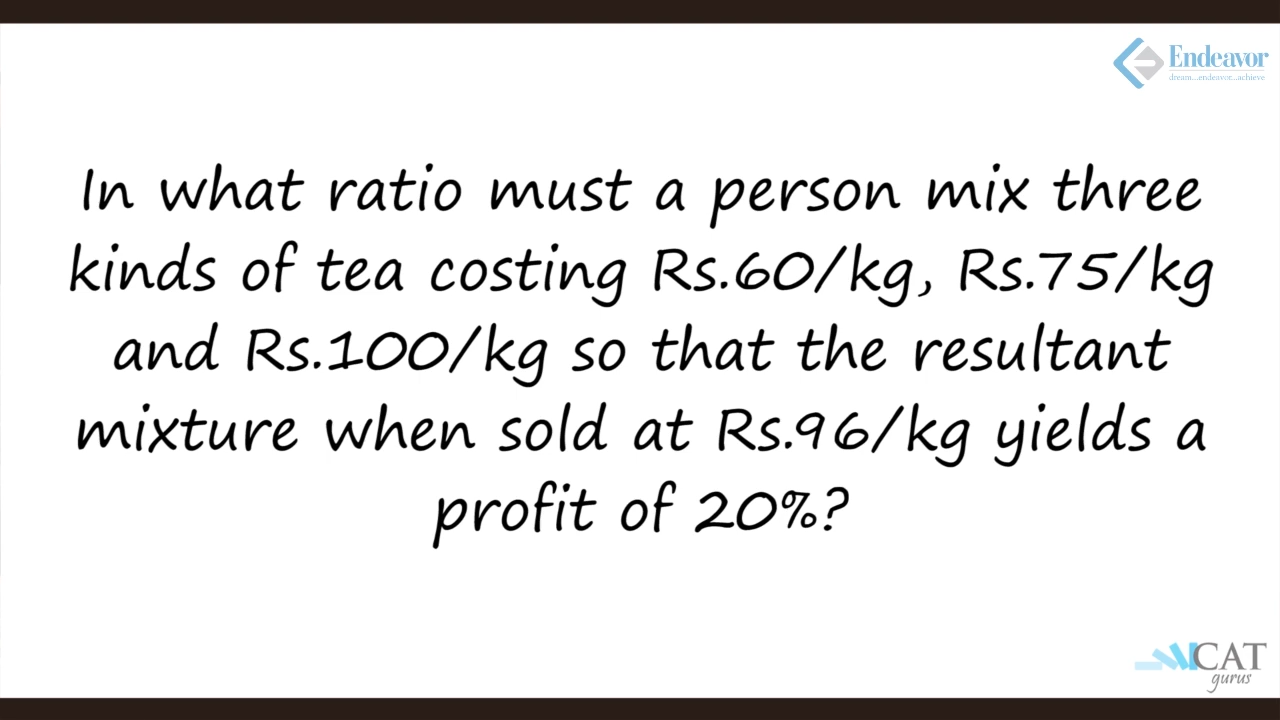 Endeavor
dream...endeavor...achieve
In what ratio must a person mix three
kinds of tea costing Rs.60/kg, Rs.75/kg
and Rs.100/kg so that the resultant
mixture when sold at Rs.96/kg yields a
profit of 20%?
CAT
gurus